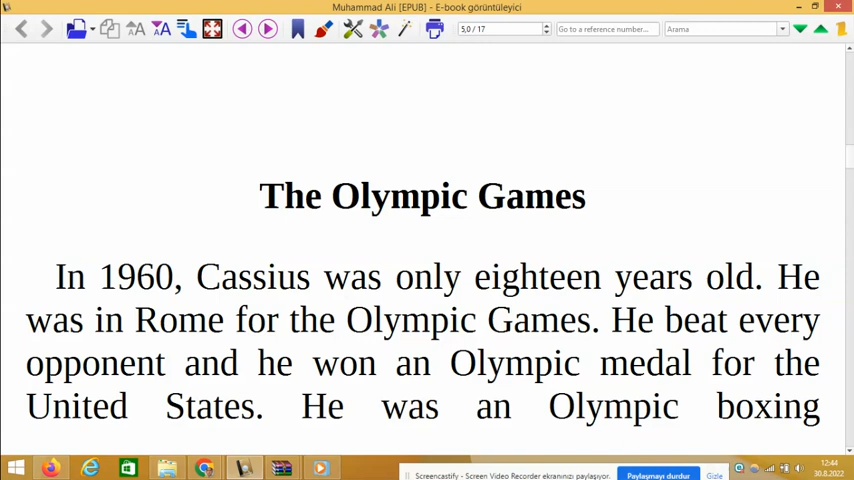 Muhammad Ali [EPUB] - E-book görüntüleyici
5,0 / 17
Go to a reference number...
Arama
The Olympic Games
In 1960, Cassius was only eighteen years old. He
was in Rome for the Olympic Games. He beat every
opponent and he won an Olympic medal for the
United States. He was an Olympic boxing
Screencastify - Screen Video Recorder ekranınızı paylaşıyor.
Paylaşmayı durdur
Gizle
12:44
30.8.2022